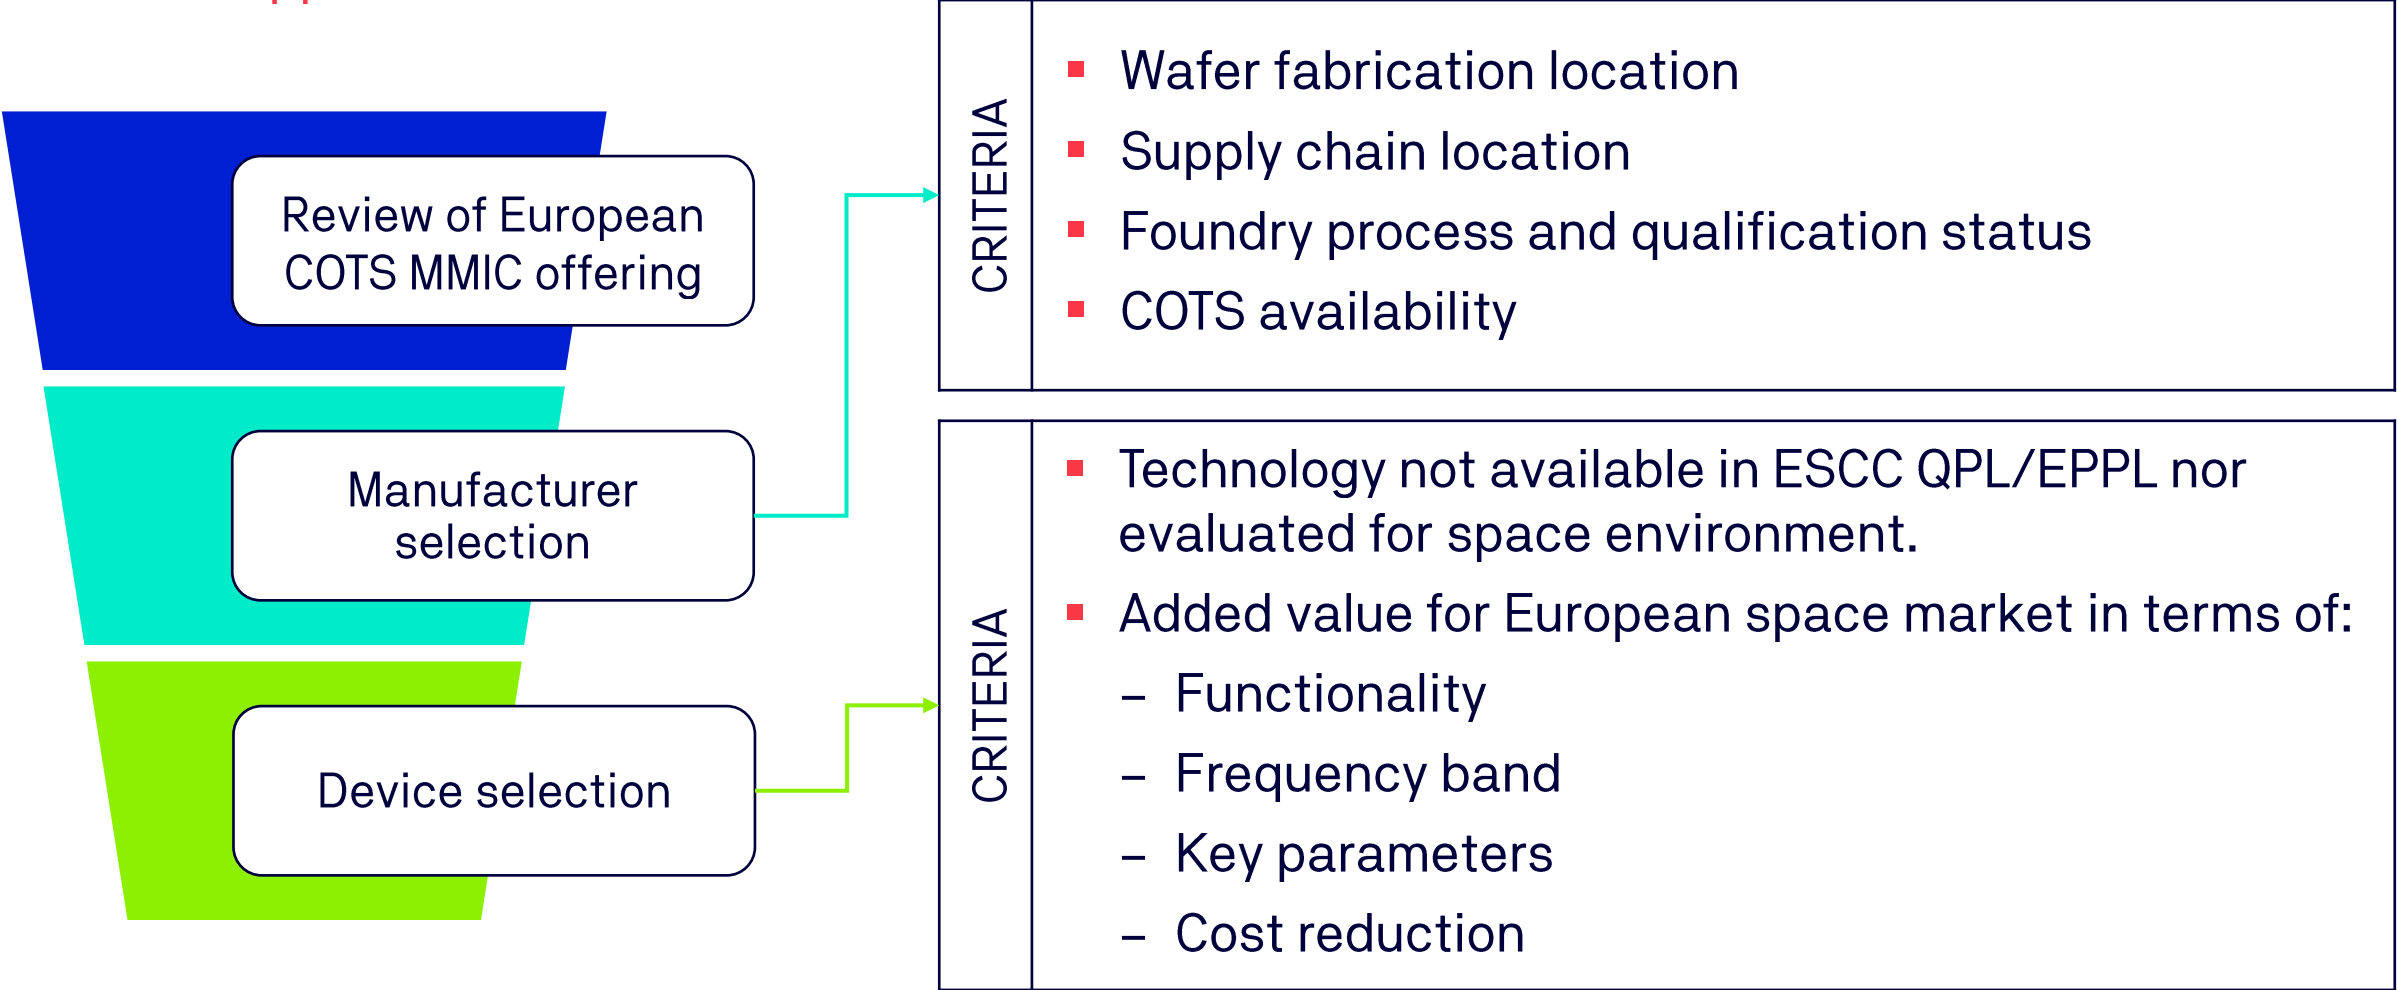 Review of European
COTS MMIC offering
Manufacturer
selection
Device selection
CRITERIA
Wafer fabrication location
Supply chain location
Foundry process and qualification status
COTS availability
CRITERIA
Technology not available in ESCC QPL/EPPL nor
evaluated for space environment.
Added value for European space market in terms of:
– Functionality
– Frequency band
– Key parameters
– Cost reduction